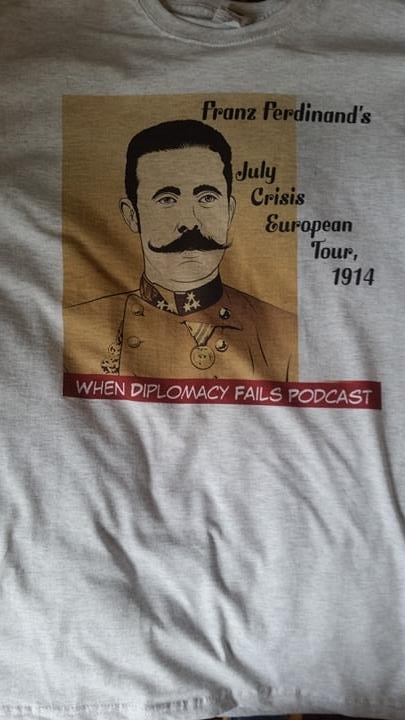 Franz Ferdinand's
July
Crisis
European
Tour,
1914
WHEN DIPLOMACY FAILS PODCAST